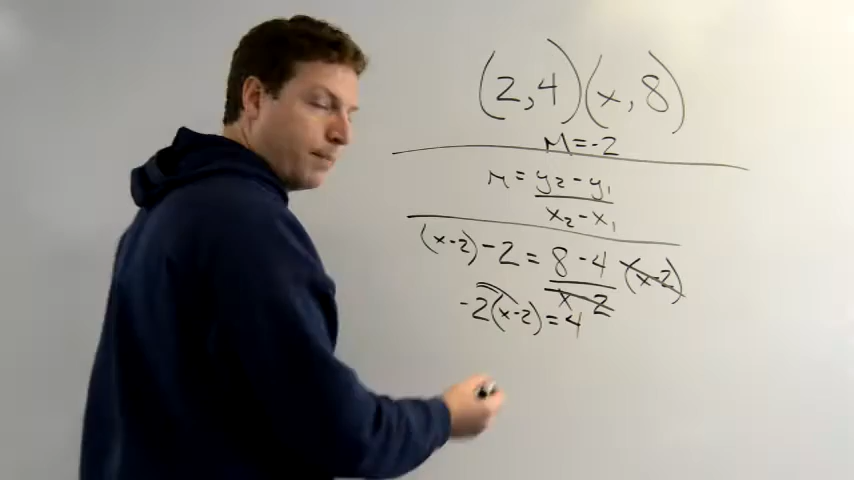 (2,4)(x,8)
M=-2
M = y₂-y₁
x₂-x₁
(x-2)-2 = 8-4 (x-2)
x-2
-2(x-2)=4